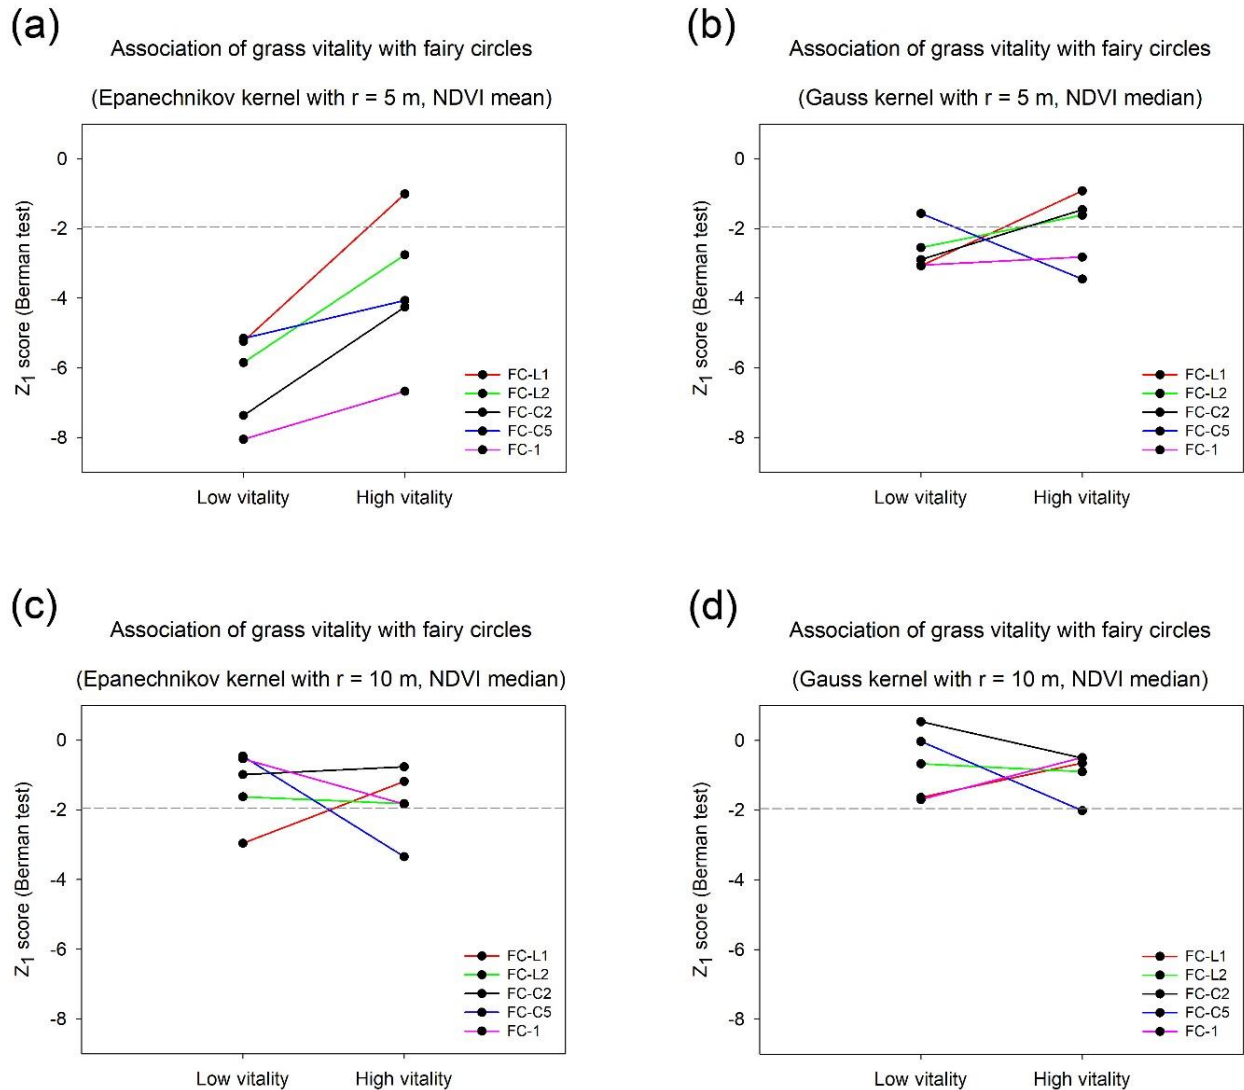 (a)
Association of grass vitality with fairy circles
(Epanechnikov kernel with r = 5 m, NDVI mean)
Z1 score (Berman test)
0
-2
-4
-6
-8
FC-L1
FC-L2
FC-C2
FC-C5
FC-1
Low vitality High vitality
(b)
Association of grass vitality with fairy circles
(Gauss kernel with r = 5 m, NDVI median)
Z1 score (Berman test)
0
-2
-4
-6
-8
FC-L1
FC-L2
FC-C2
FC-C5
FC-1
Low vitality High vitality
(c)
Association of grass vitality with fairy circles
(Epanechnikov kernel with r = 10 m, NDVI median)
Z1 score (Berman test)
0
-2
-4
-6
-8
FC-L1
FC-L2
FC-C2
FC-C5
FC-1
Low vitality High vitality
(d)
Association of grass vitality with fairy circles
(Gauss kernel with r = 10 m, NDVI median)
Z1 score (Berman test)
0
-2
-4
-6
-8
FC-L1
FC-L2
FC-C2
FC-C5
FC-1
Low vitality High vitality